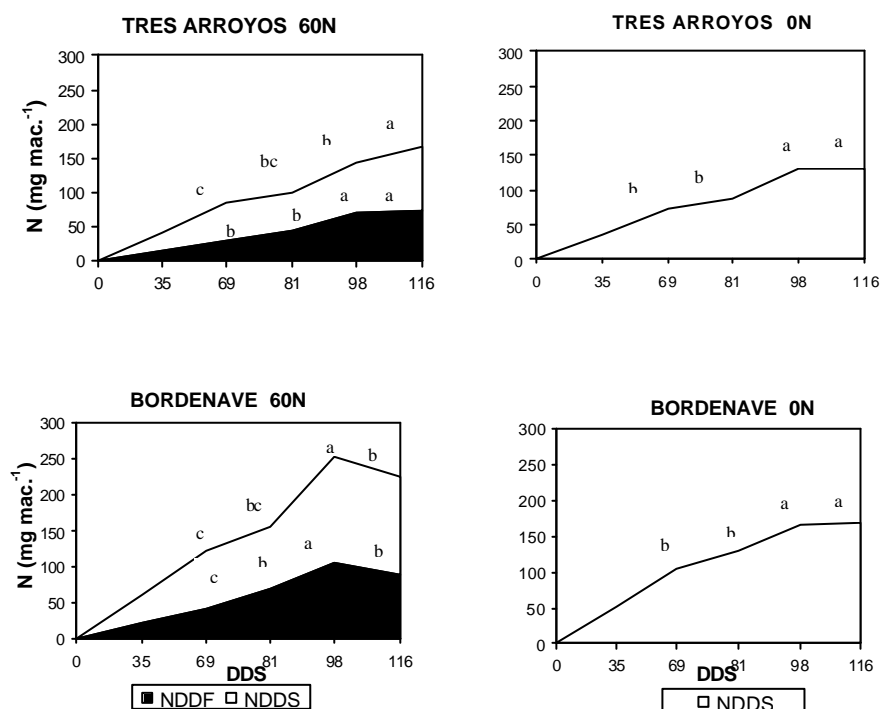 TRES ARROYOS 60N
N (mg mac.-1)
300
250
200
150
100
50
0
c
bc
b
a
b
b
a
a
0 35 69 81 98 116
TRES ARROYOS 0N
300
250
200
150
100
50
0
b
b
a
a
0 35 69 81 98 116
BORDENAVE 60N
N (mg mac.-1)
300
250
200
150
100
50
0
c
bc
a
b
c
b
a
b
0 35 69 81 98 116
DDS
NDDF NDDS
BORDENAVE 0N
300
250
200
150
100
50
0
b
b
a
a
0 35 69 81 98 116
DDS
NDDS